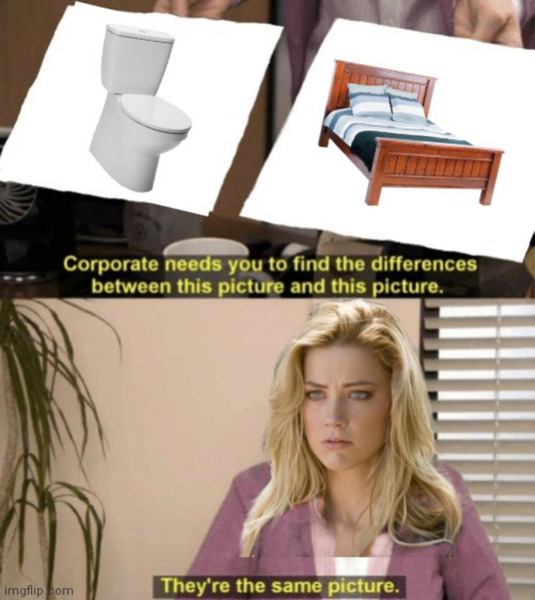 Corporate needs you to find the differences
between this picture and this picture.
They're the same picture.
imgflip.com